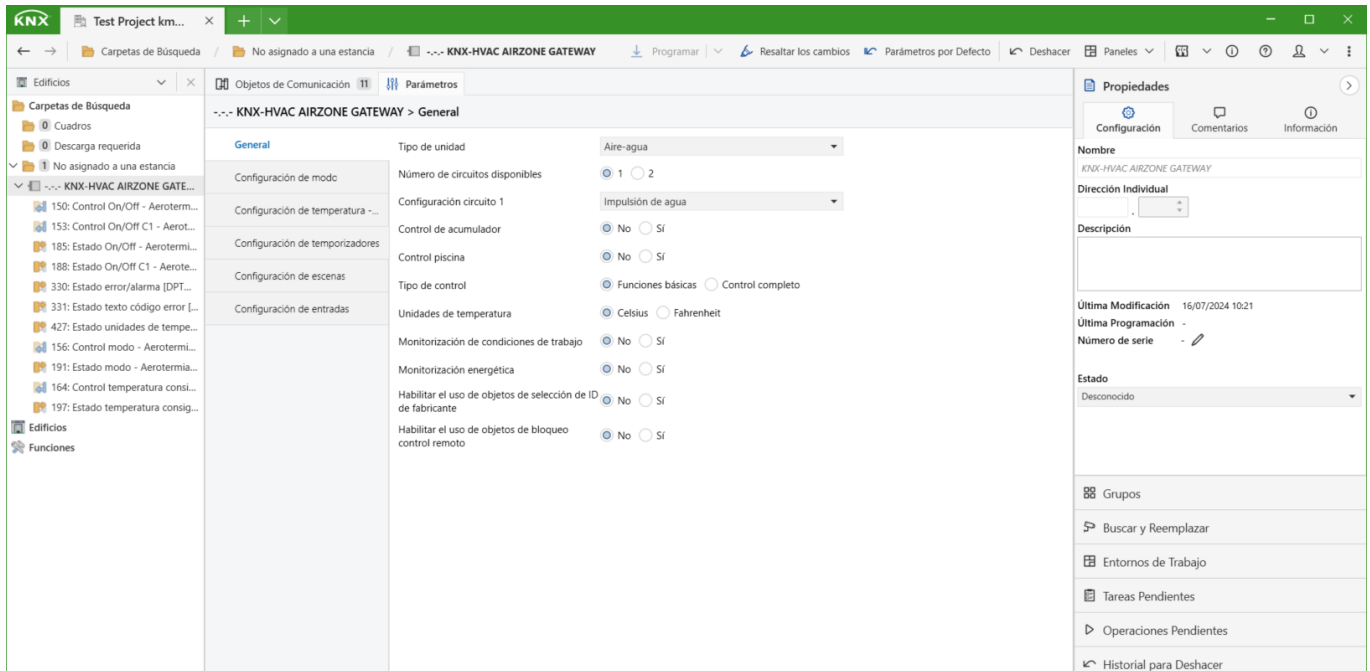 KNX
Test Project km...
Carpetas de Búsqueda / No asignado a una estancia / -.-.- KNX-HVAC AIRZONE GATEWAY
Programar
Resaltar los cambios
Parámetros por Defecto
Deshacer
Paneles
Edificios
Carpetas de Búsqueda
0 Cuadros
0 Descarga requerida
1 No asignado a una estancia
-.-.- KNX-HVAC AIRZONE GATE...
150: Control On/Off - Aeroterm...
153: Control On/Off C1 - Aerot...
185: Estado On/Off - Aerotermi...
188: Estado On/Off C1 - Aerote...
330: Estado error/alarma [DPT...
331: Estado texto código error [...
427: Estado unidades de tempe...
156: Control modo - Aerotermi...
191: Estado modo - Aerotermia...
164: Control temperatura consi...
197: Estado temperatura consig...
Edificios
Funciones
Objetos de Comunicación 11
Parámetros
-.-.- KNX-HVAC AIRZONE GATEWAY > General
General
Configuración de modo
Configuración de temperatura -...
Configuración de temporizadores
Configuración de escenas
Configuración de entradas
Tipo de unidad Aire-agua
Número de circuitos disponibles 1 2
Configuración circuito 1 Impulsión de agua
Control de acumulador No Sí
Control piscina No Sí
Tipo de control Funciones básicas Control completo
Unidades de temperatura Celsius Fahrenheit
Monitorización de condiciones de trabajo No Sí
Monitorización energética No Sí
Habilitar el uso de objetos de selección de ID
de fabricante No Sí
Habilitar el uso de objetos de bloqueo
control remoto No Sí
Propiedades
Configuración
Comentarios
Información
Nombre
KNX-HVAC AIRZONE GATEWAY
Dirección Individual
.
Descripción
Última Modificación 16/07/2024 10:21
Última Programación -
Número de serie -
Estado
Desconocido
Grupos
Buscar y Reemplazar
Entornos de Trabajo
Tareas Pendientes
Operaciones Pendientes
Historial para Deshacer